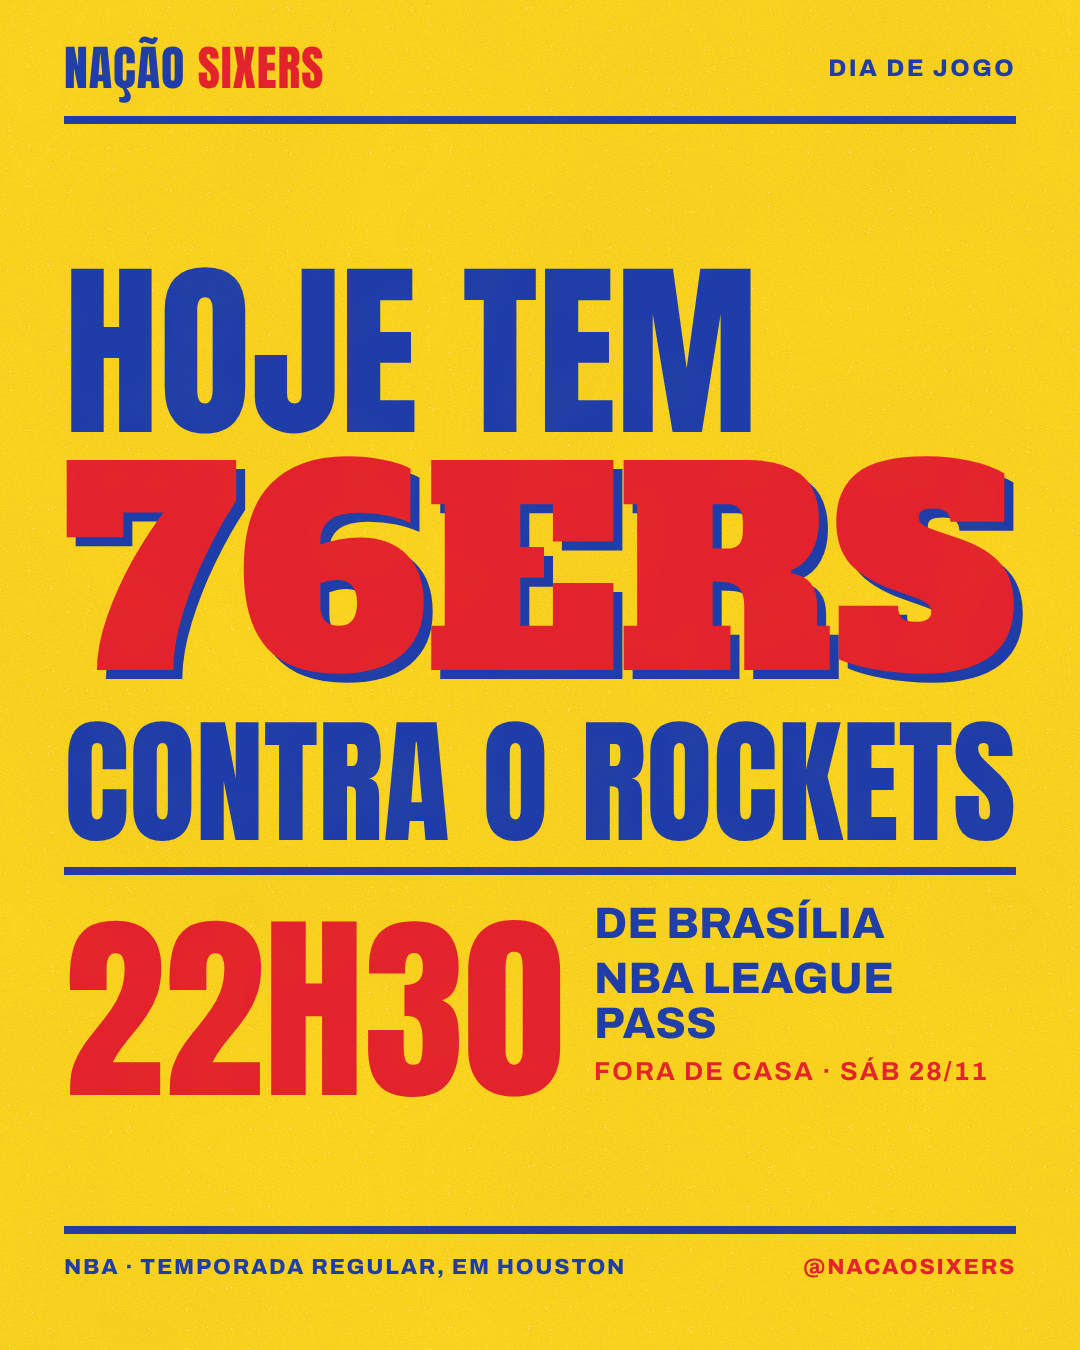 NAÇÃO SIXERS
DIA DE JOGO
HOJE TEM
76ERS
CONTRA O ROCKETS
22H30
DE BRASÍLIA
NBA LEAGUE
PASS
FORA DE CASA · SÁB 28/11
NBA · TEMPORADA REGULAR, EM HOUSTON
@NACAOSIXERS